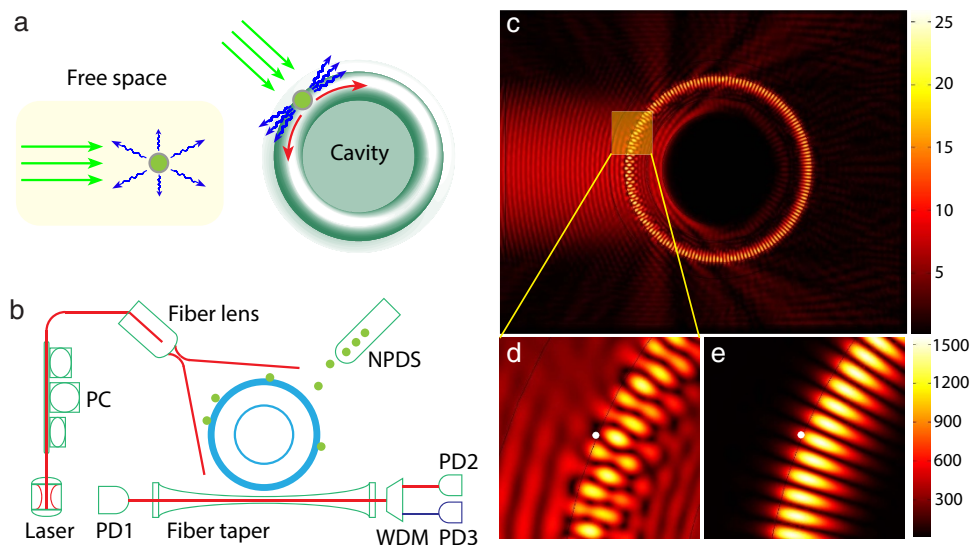 a
Free space
Cavity
b
Fiber lens
NPDS
PC
Laser
PD1
Fiber taper
WDM
PD2
PD3
c
25
20
15
10
5
d
e
1500
1200
900
600
300